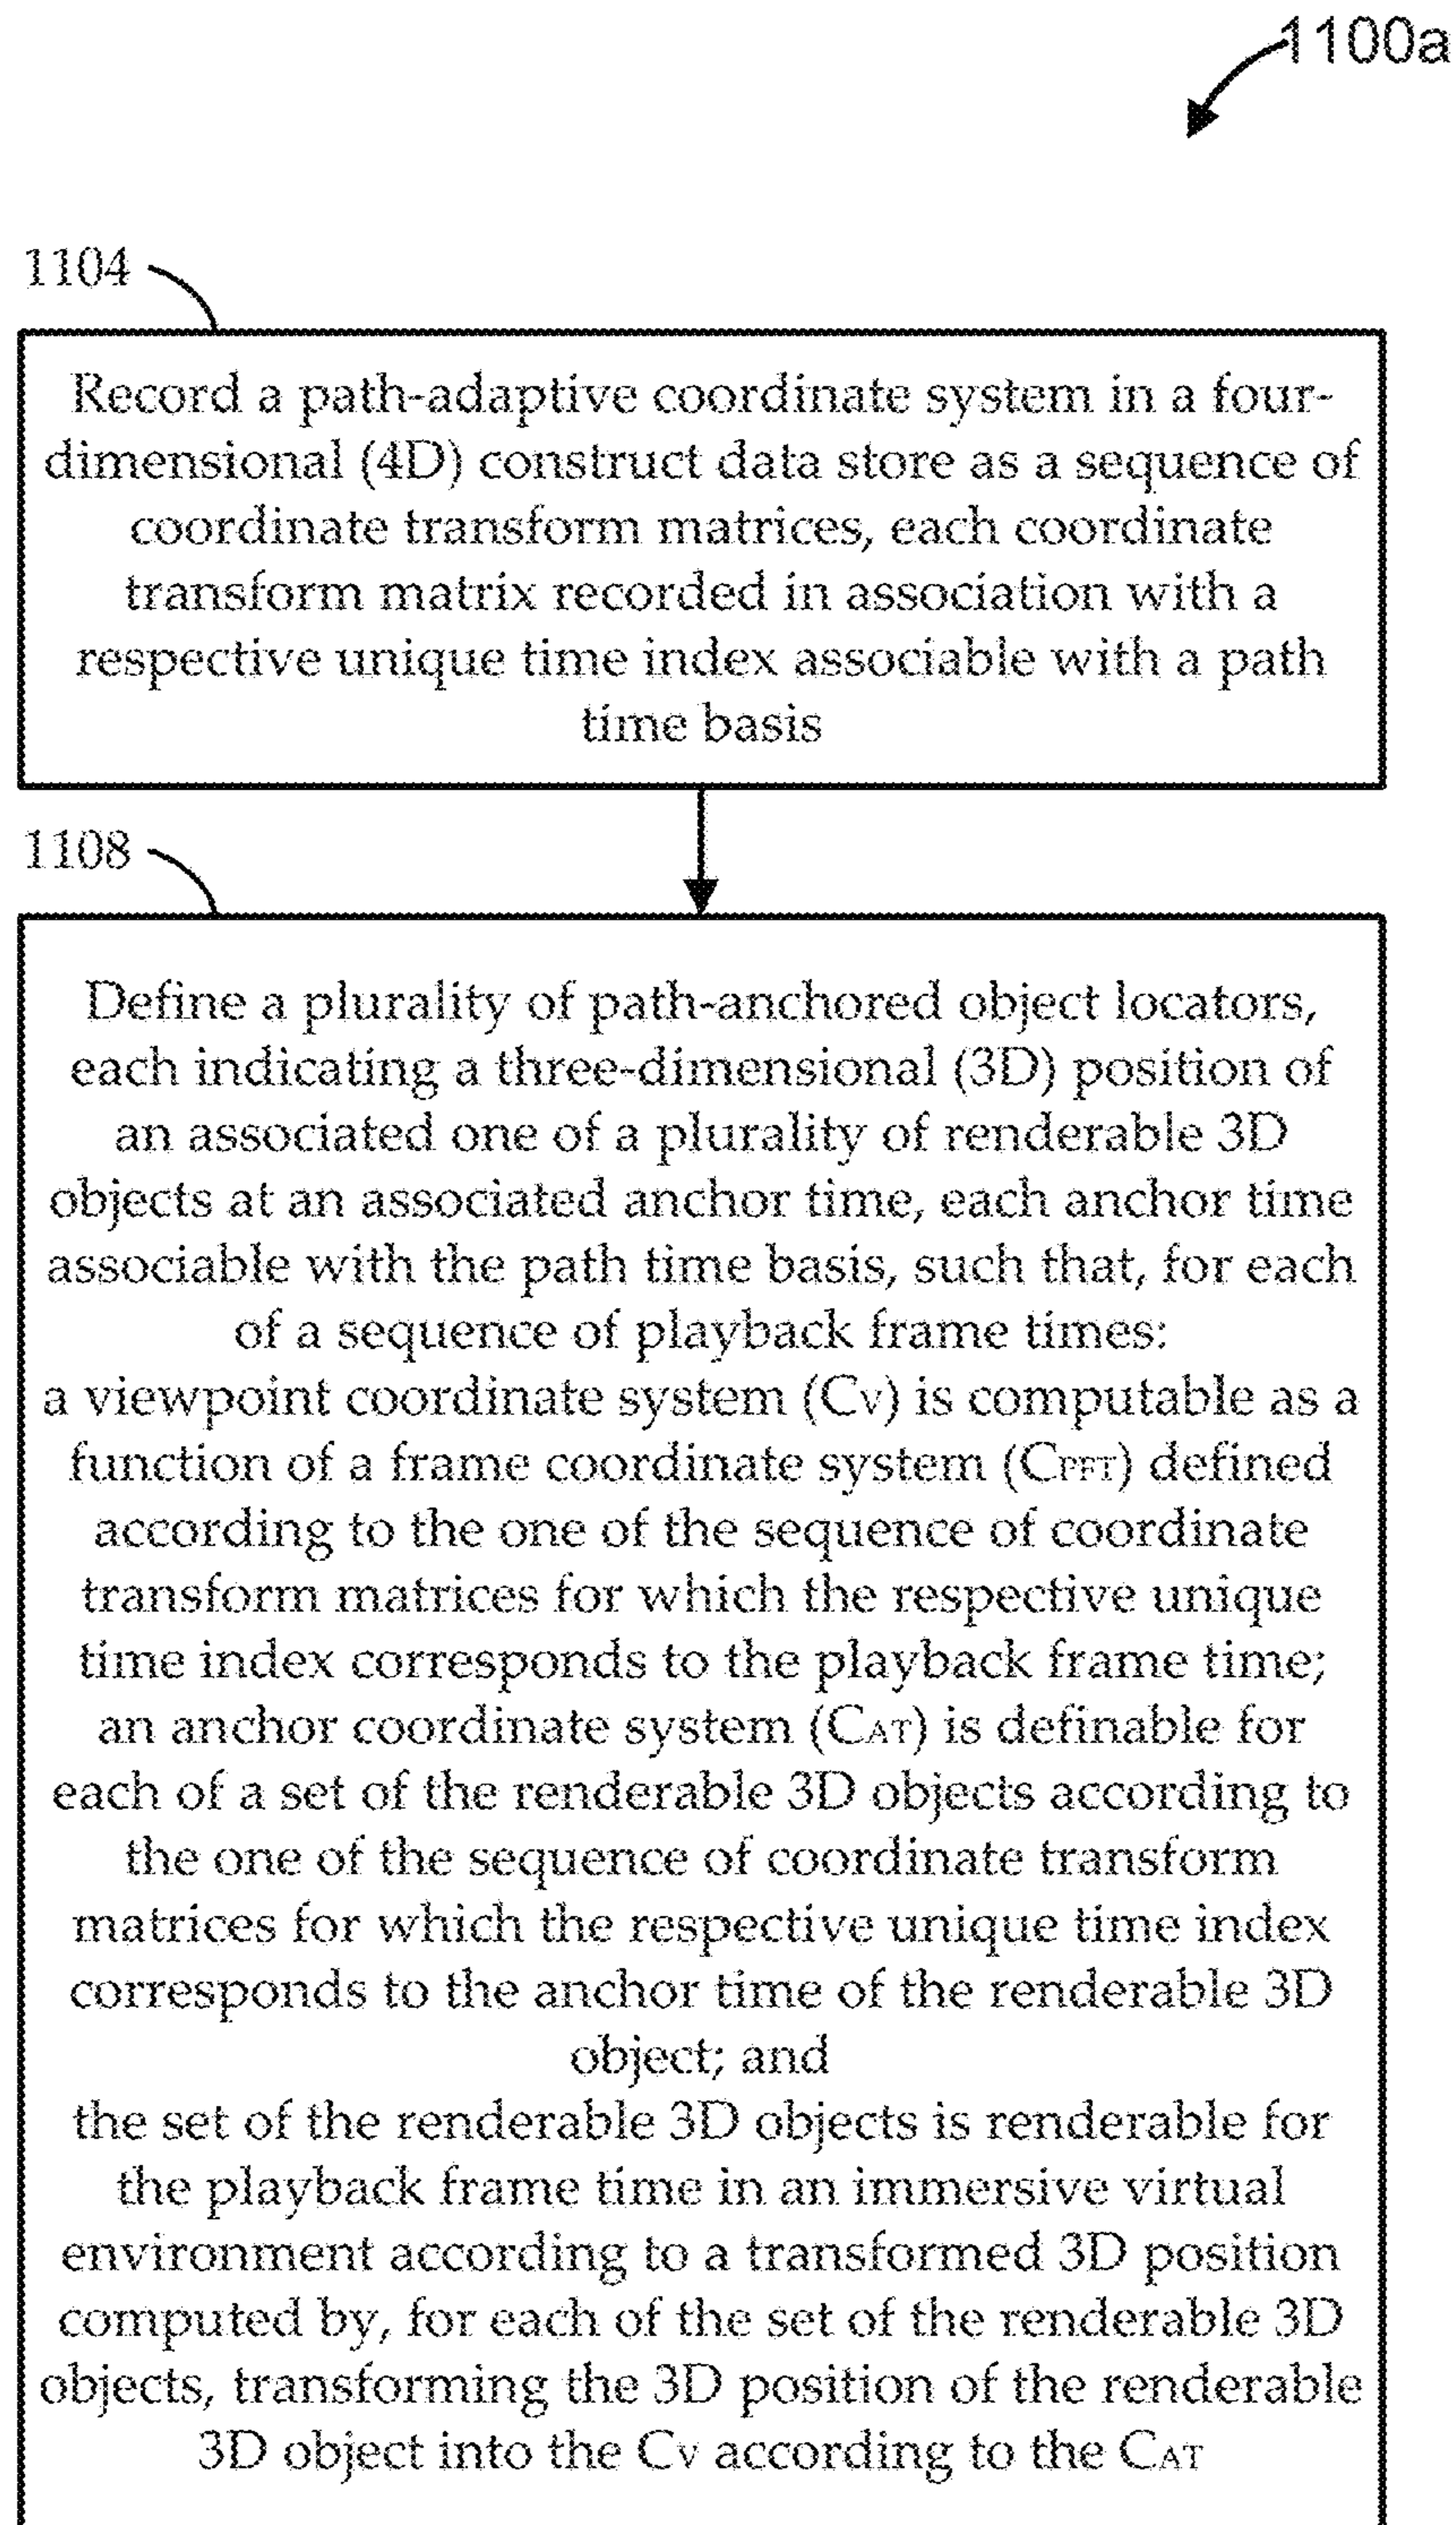 1100a
1104
Record a path-adaptive coordinate system in a four-
dimensional (4D) construct data store as a sequence of
coordinate transform matrices, each coordinate
transform matrix recorded in association with a
respective unique time index associable with a path
time basis
1108
Define a plurality of path-anchored object locators,
each indicating a three-dimensional (3D) position of
an associated one of a plurality of renderable 3D
objects at an associated anchor time, each anchor time
associable with the path time basis, such that, for each
of a sequence of playback frame times:
a viewpoint coordinate system (CV) is computable as a
function of a frame coordinate system (CPFT) defined
according to the one of the sequence of coordinate
transform matrices for which the respective unique
time index corresponds to the playback frame time;
an anchor coordinate system (CAT) is definable for
each of a set of the renderable 3D objects according to
the one of the sequence of coordinate transform
matrices for which the respective unique time index
corresponds to the anchor time of the renderable 3D
object; and
the set of the renderable 3D objects is renderable for
the playback frame time in an immersive virtual
environment according to a transformed 3D position
computed by, for each of the set of the renderable 3D
objects, transforming the 3D position of the renderable
3D object into the CV according to the CAT